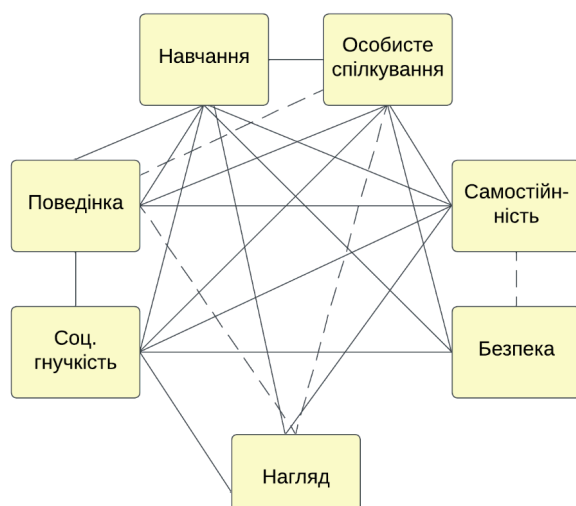 Навчання
Особисте
спілкування
Поведінка
Самостійн-
ність
Соц.
гнучкість
Безпека
Нагляд